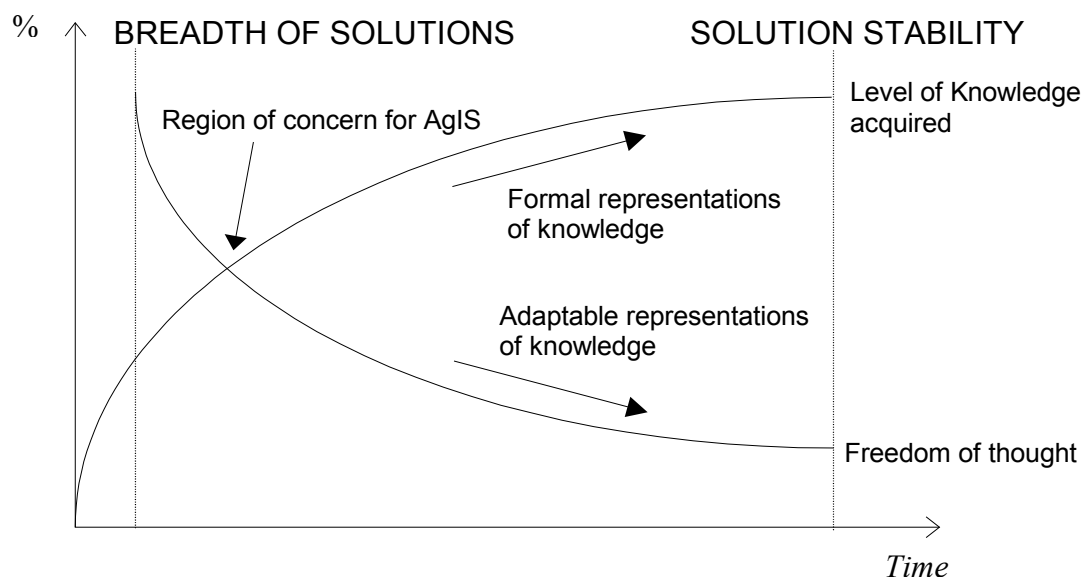 %
BREADTH OF SOLUTIONS
SOLUTION STABILITY
Region of concern for AgIS
Level of Knowledge
acquired
Formal representations
of knowledge
Adaptable representations
of knowledge
Freedom of thought
Time